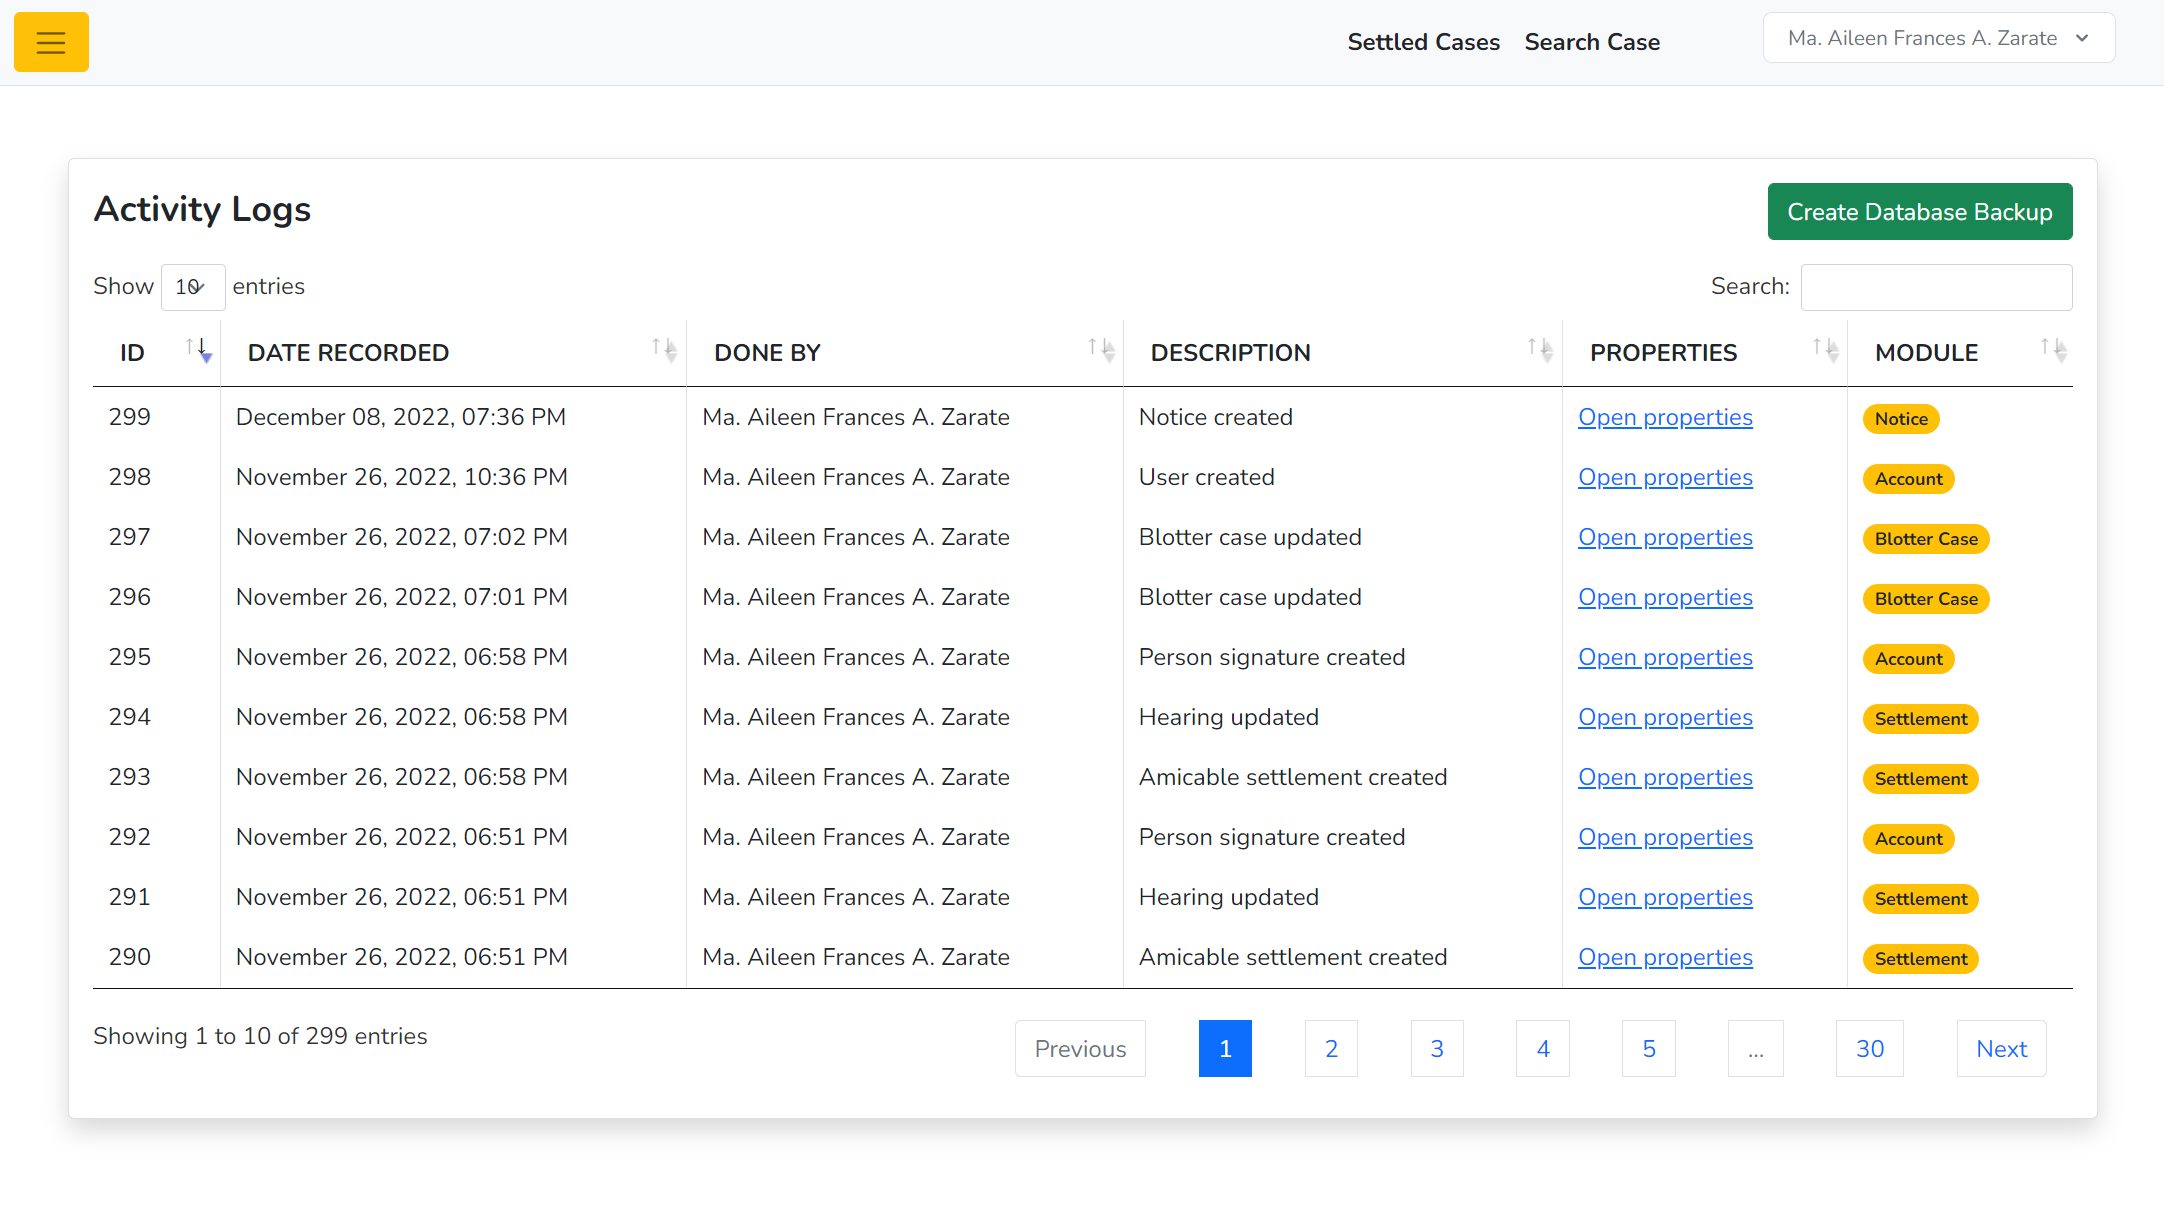 Settled Cases Search Case Ma. Aileen Frances A. Zarate
Activity Logs Create Database Backup
Show 10 entries Search:
ID DATE RECORDED DONE BY DESCRIPTION PROPERTIES MODULE
299 December 08, 2022, 07:36 PM Ma. Aileen Frances A. Zarate Notice created Open properties Notice
298 November 26, 2022, 10:36 PM Ma. Aileen Frances A. Zarate User created Open properties Account
297 November 26, 2022, 07:02 PM Ma. Aileen Frances A. Zarate Blotter case updated Open properties Blotter Case
296 November 26, 2022, 07:01 PM Ma. Aileen Frances A. Zarate Blotter case updated Open properties Blotter Case
295 November 26, 2022, 06:58 PM Ma. Aileen Frances A. Zarate Person signature created Open properties Account
294 November 26, 2022, 06:58 PM Ma. Aileen Frances A. Zarate Hearing updated Open properties Settlement
293 November 26, 2022, 06:58 PM Ma. Aileen Frances A. Zarate Amicable settlement created Open properties Settlement
292 November 26, 2022, 06:51 PM Ma. Aileen Frances A. Zarate Person signature created Open properties Account
291 November 26, 2022, 06:51 PM Ma. Aileen Frances A. Zarate Hearing updated Open properties Settlement
290 November 26, 2022, 06:51 PM Ma. Aileen Frances A. Zarate Amicable settlement created Open properties Settlement
Showing 1 to 10 of 299 entries Previous 1 2 3 4 5 ... 30 Next